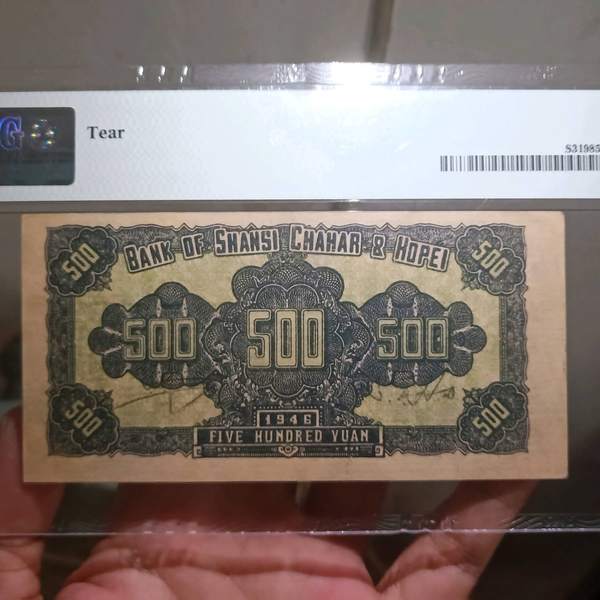 G
Tear
S31985
500
500
BANK OF SHANSI CHAHAR & HOPEI
500
500
500
500
500
1946
FIVE HUNDRED YUAN